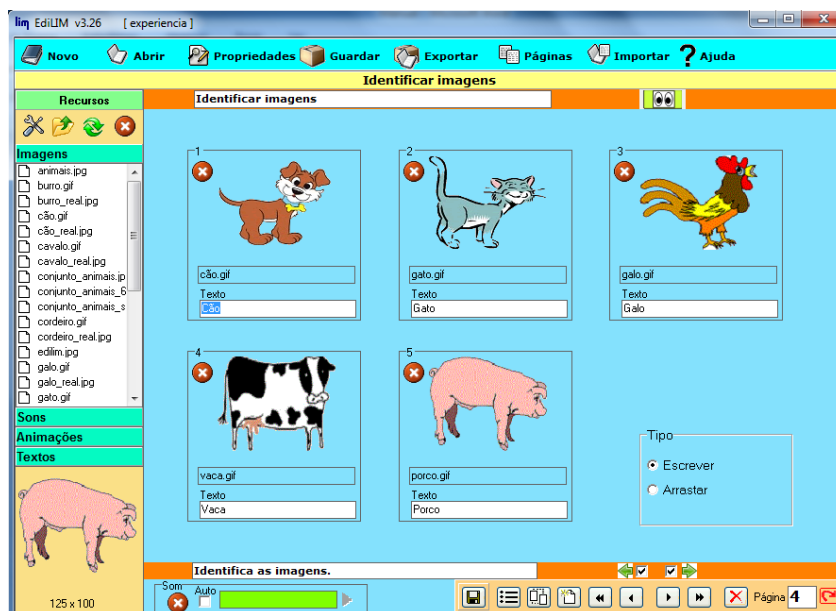 lim EdiLIM v3.26 [ experiencia ]
Novo Abrir Propriedades Guardar Exportar Páginas Importar ? Ajuda
Identificar imagens
Recursos
Identificar imagens
Imagens
animais.jpg
burro.gif
burro_real.jpg
cão.gif
cão_real.jpg
cavalo.gif
cavalo_real.jpg
conjunto_animais.jp
conjunto_animais_6
conjunto_animais_s
cordeiro.gif
cordeiro_real.jpg
edilim.jpg
galo.gif
galo_real.jpg
gato.gif
Sons
Animações
Textos
125 x 100
1
cão.gif
Texto
Cão
2
gato.gif
Texto
Gato
3
galo.gif
Texto
Galo
4
vaca.gif
Texto
Vaca
5
porco.gif
Texto
Porco
Tipo
Escrever
Arrastar
Identifica as imagens.
Som
Auto
Página 4